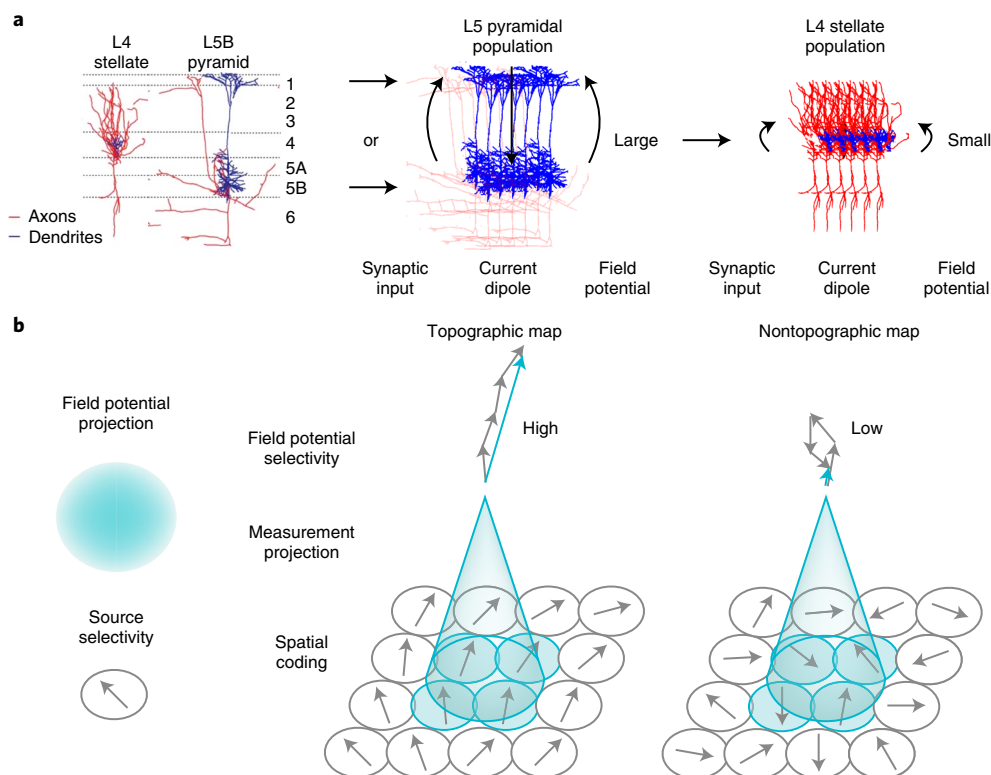 a
L4
stellate
L5B
pyramid
1
2
3
4
5A
5B
6
Axons
Dendrites
L5 pyramidal
population
or
Large
Synaptic
input
Current
dipole
Field
potential
L4 stellate
population
Small
Synaptic
input
Current
dipole
Field
potential
b
Topographic map
Nontopographic map
Field potential
projection
Field potential
selectivity
High
Low
Measurement
projection
Source
selectivity
Spatial
coding